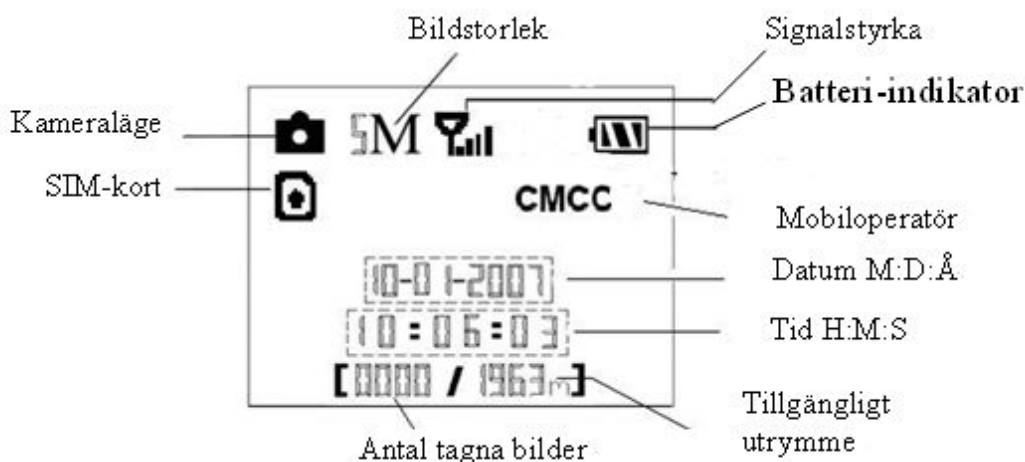 Bildstorlek
Signalstyrka
Batteri-indikator
Kameraläge
5M
SIM-kort
CMCC
Mobiloperatör
10-01-2007
Datum M:D:Å
10:06:03
Tid H:M:S
[0000/1963m]
Tillgängligt
utrymme
Antal tagna bilder